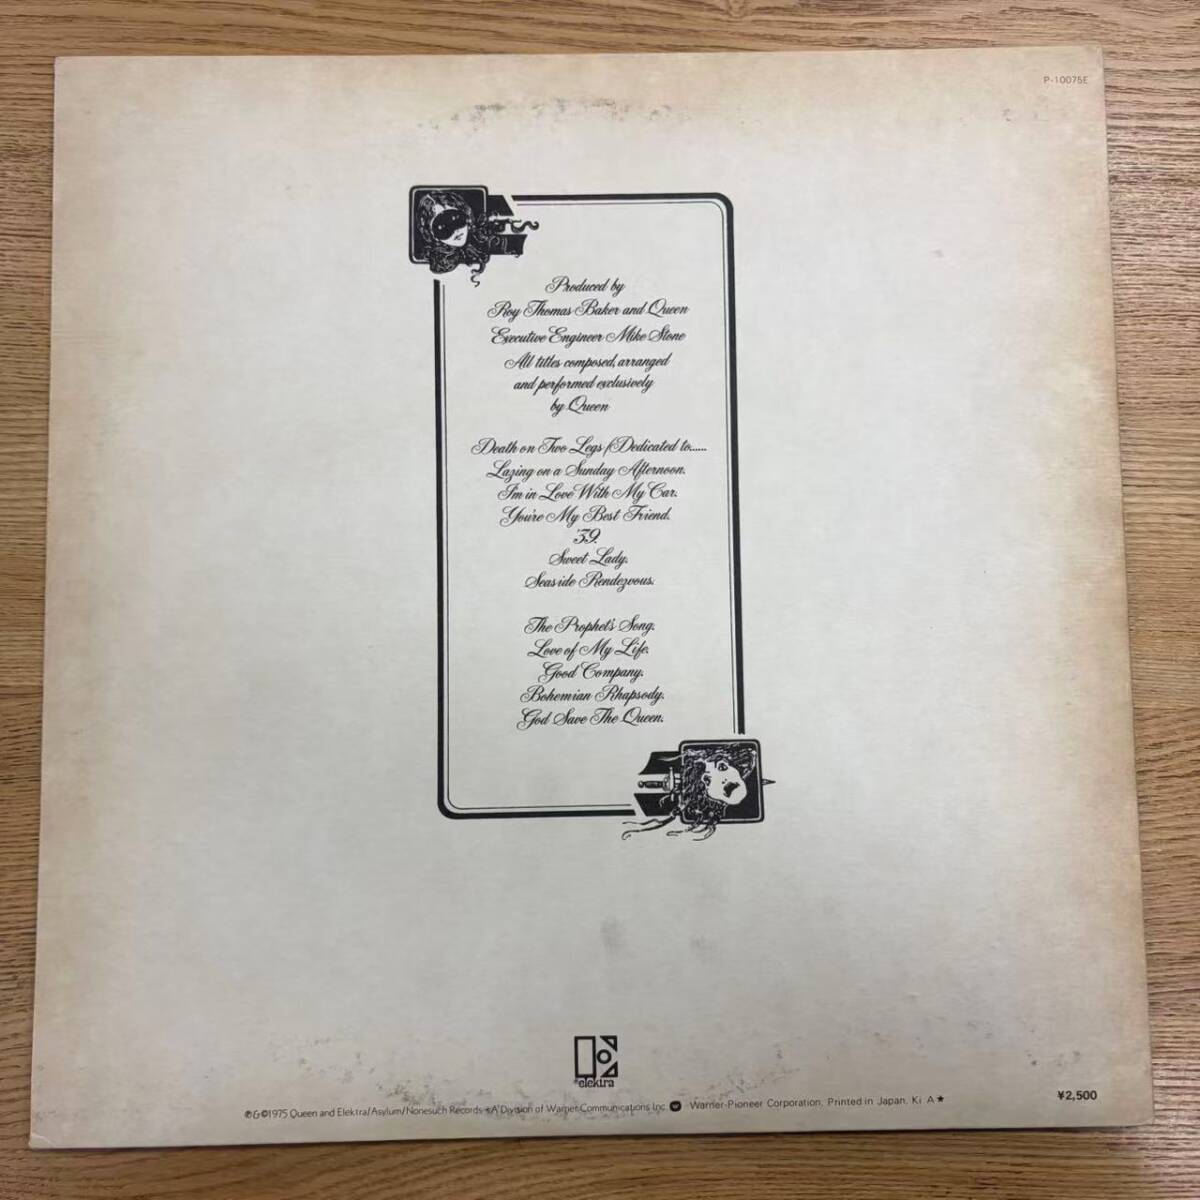 P-10075E
Produced by
Roy Thomas Baker and Queen
Executive Engineer Mike Stone
All titles composed, arranged
and performed exclusively
by Queen
Death on Two Legs (Dedicated to......
Lazing on a Sunday Afternoon.
I'm in Love With My Car.
You're My Best Friend.
'39.
Sweet Lady.
Seaside Rendezvous.
The Prophet's Song.
Love of My Life.
Good Company.
Bohemian Rhapsody.
God Save The Queen.
elektra
℗&©1975 Queen and Elektra/Asylum/Nonesuch Records • A Division of Warner Communications Inc. Warner-Pioneer Corporation, Printed in Japan. Ki A★
¥2,500